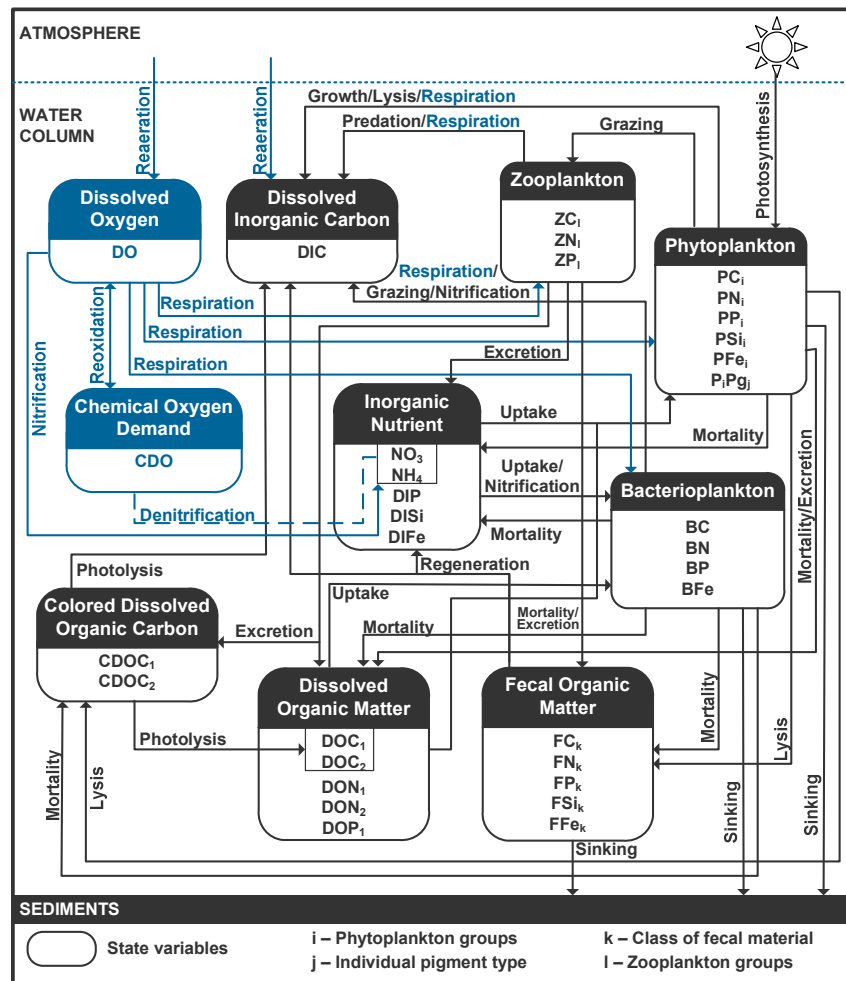 ATMOSPHERE
WATER
COLUMN
Reaeration
Reaeration
Growth/Lysis/Respiration
Predation/Respiration
Grazing
Photosynthesis
Dissolved
Oxygen
DO
Dissolved
Inorganic Carbon
DIC
Zooplankton
ZCₗ
ZNₗ
ZPₗ
Phytoplankton
PCᵢ
PNᵢ
PPᵢ
PSiᵢ
PFeᵢ
PᵢPgⱼ
Respiration/
Grazing/Nitrification
Respiration
Respiration
Respiration
Reoxidation
Nitrification
Excretion
Chemical Oxygen
Demand
CDO
Denitrification
Inorganic
Nutrient
NO₃
NH₄
DIP
DISi
DIFe
Uptake
Mortality
Uptake/
Nitrification
Mortality
Bacterioplankton
BC
BN
BP
BFe
Mortality/Excretion
Regeneration
Photolysis
Uptake
Colored Dissolved
Organic Carbon
CDOC₁
CDOC₂
Excretion
Mortality
Mortality/
Excretion
Dissolved
Organic Matter
DOC₁
DOC₂
DON₁
DON₂
DOP₁
Fecal Organic
Matter
FCₖ
FNₖ
FPₖ
FSiₖ
FFeₖ
Photolysis
Mortality
Lysis
Mortality
Lysis
Sinking
Sinking
Sinking
SEDIMENTS
State variables
i – Phytoplankton groups
j – Individual pigment type
k – Class of fecal material
l – Zooplankton groups